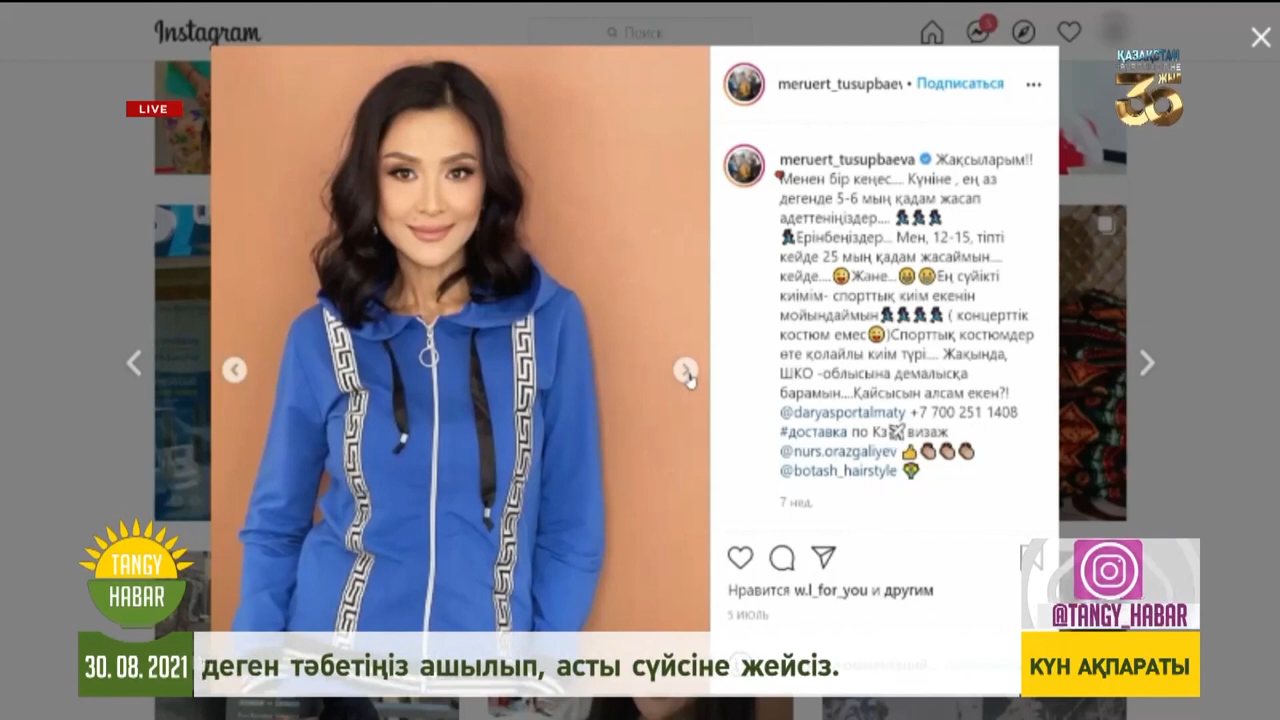 Instagram
Поиск
5
LIVE
ҚАЗАҚСТАН
30 ЖЫЛ
meruert_tusupbaev • Подписаться
meruert_tusupbaeva Жақсыларым!!
Менен бір кеңес.... Күніне , ең аз
дегенде 5-6 мың қадам жасап
адеттеніңіздер....
Ерінбеңіздер... Мен, 12-15, тіпті
кейде 25 мың қадам жасаймын....
кейде....😜Және...😁😁Ең сүйікті
киімім- спорттық киім екенін
мойындаймын ( концерттік
костюм емес😜)Спорттық костюмдер
өте қолайлы киім түрі.... Жақында,
ШКО -облысына демалысқа
барамын....Қайсысын алсам екен?!
@daryasportalmaty +7 700 251 1408
#доставка по Кз визаж
@nurs.orazgaliyev 👍👏👏👏
@botash_hairstyle 💐
7 нед.
Нравится w.l_for_you и другим
5 ИЮЛЬ
TANGY
HABAR
@TANGY_HABAR
30. 08. 2021
деген тәбетіңіз ашылып, асты сүйсіне жейсіз.
КҮН АҚПАРАТЫ